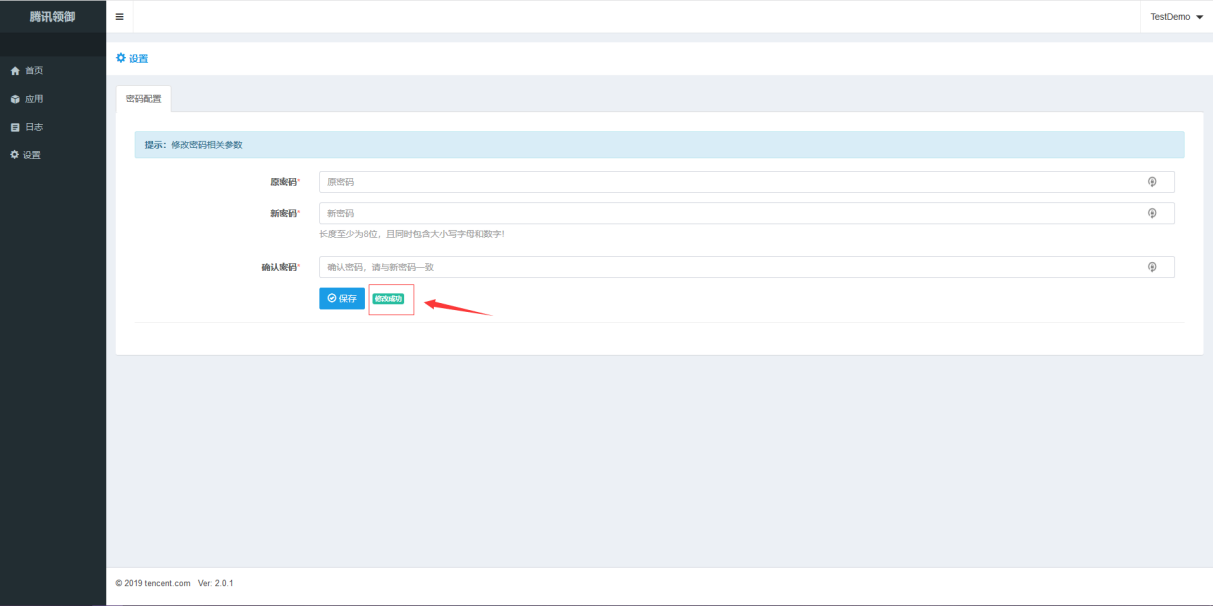 腾讯领御
TestDemo
设置
首页
应用
日志
设置
密码配置
提示：修改密码相关参数
原密码*
原密码
新密码*
新密码
长度至少为8位，且同时包含大小写字母和数字!
确认密码*
确认密码，请与新密码一致
保存
修改成功
© 2019 tencent.com Ver: 2.0.1